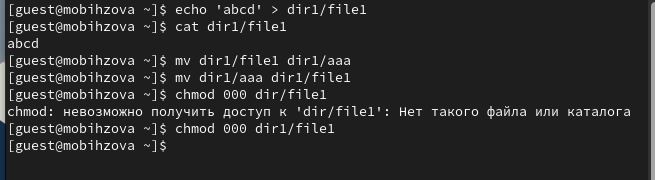 [guest@mobihzova ~]$ echo 'abcd' > dir1/file1
[guest@mobihzova ~]$ cat dir1/file1
abcd
[guest@mobihzova ~]$ mv dir1/file1 dir1/aaa
[guest@mobihzova ~]$ mv dir1/aaa dir1/file1
[guest@mobihzova ~]$ chmod 000 dir/file1
chmod: невозможно получить доступ к 'dir/file1': Нет такого файла или каталога
[guest@mobihzova ~]$ chmod 000 dir1/file1
[guest@mobihzova ~]$